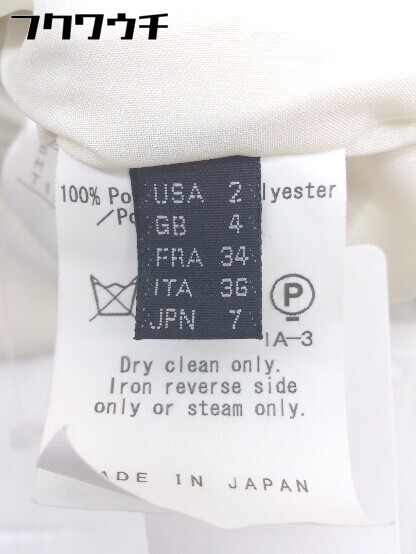 フクワウチ
100% Po lyester
/Po
USA 2
GB 4
FRA 34
ITA 36
JPN 7
P
IA-3
Dry clean only.
Iron reverse side
only or steam only.
ADE IN JAPAN